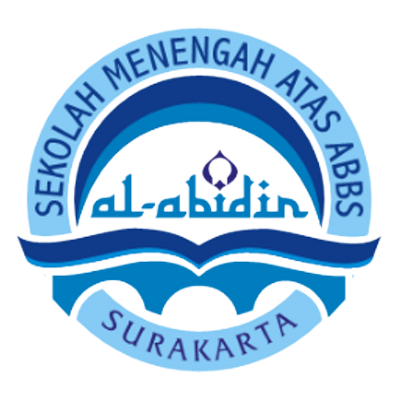 SEKOLAH MENENGAH ATAS ABBS
al-abidin
SURAKARTA